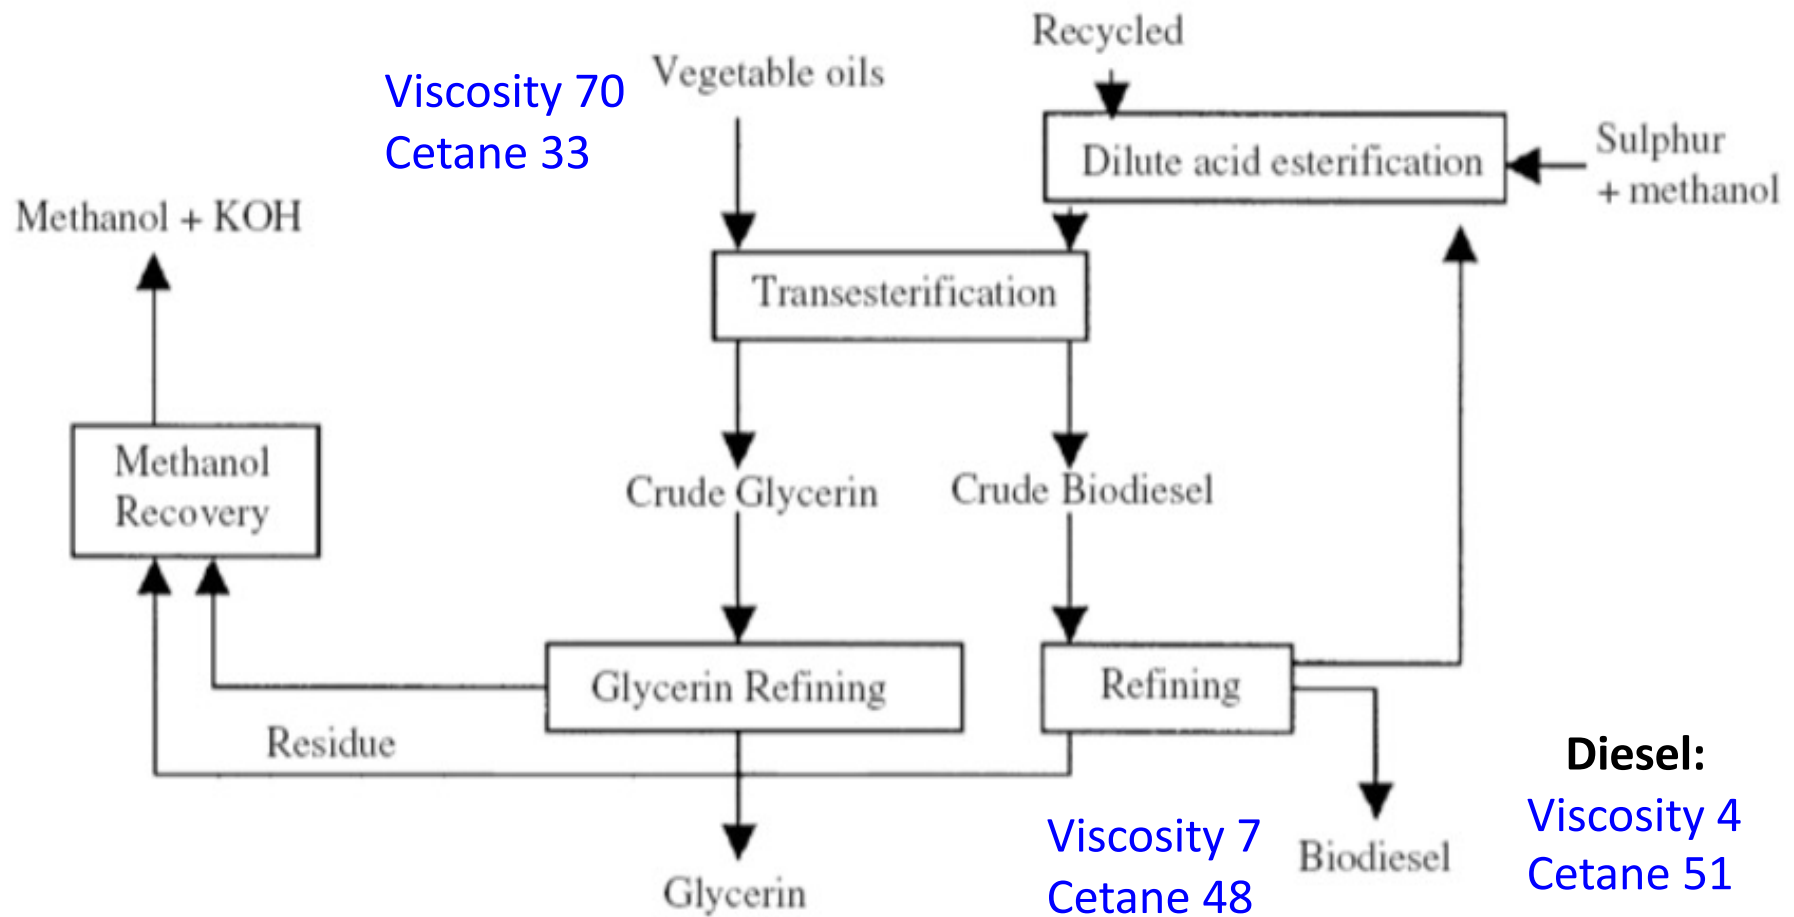 Recycled
Vegetable oils
Viscosity 70
Cetane 33
Dilute acid esterification
Sulphur
+ methanol
Methanol + KOH
Transesterification
Methanol
Recovery
Crude Glycerin
Crude Biodiesel
Glycerin Refining
Refining
Residue
Diesel:
Viscosity 4
Cetane 51
Viscosity 7
Cetane 48
Biodiesel
Glycerin